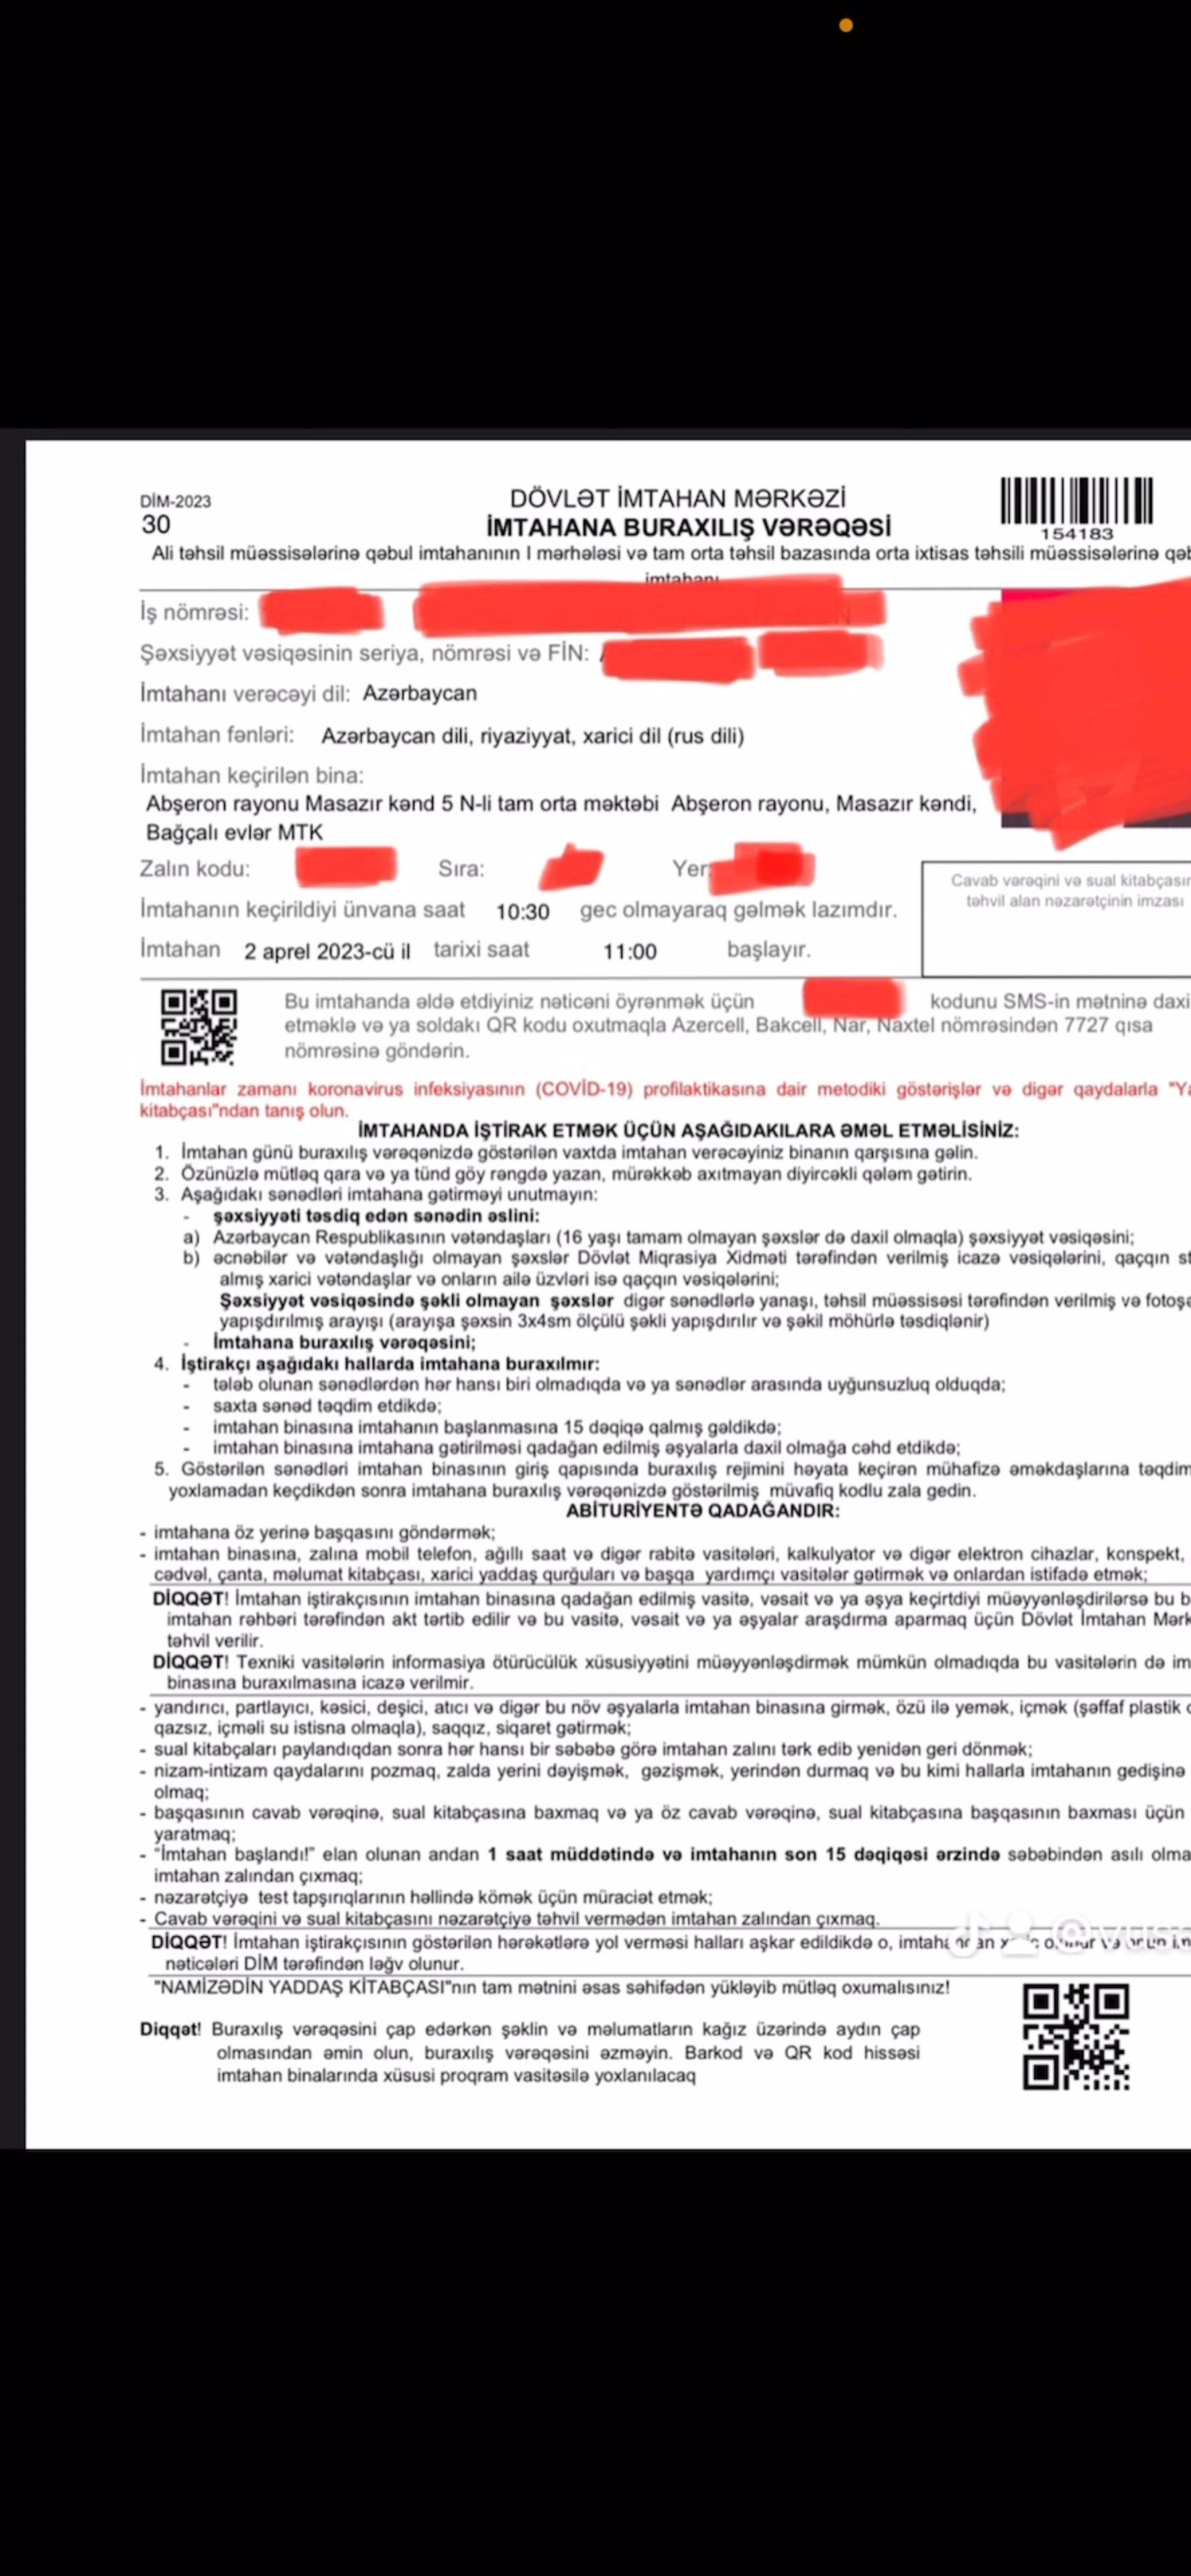 DİM-2023
30
DÖVLƏT İMTAHAN MƏRKƏZİ
İMTAHANA BURAXILIŞ VƏRƏQƏSİ
154183
Ali təhsil müəssisələrinə qəbul imtahanının I mərhələsi və tam orta təhsil bazasında orta ixtisas təhsili müəssisələrinə qəb
imtahanı
İş nömrəsi:
Şəxsiyyət vəsiqəsinin seriya, nömrəsi və FİN:
İmtahanı verəcəyi dil: Azərbaycan
İmtahan fənləri: Azərbaycan dili, riyaziyyat, xarici dil (rus dili)
İmtahan keçirilən bina:
Abşeron rayonu Masazır kənd 5 N-li tam orta məktəbi Abşeron rayonu, Masazır kəndi,
Bağçalı evlər MTK
Zalın kodu: Sıra: Yer:
Cavab vərəqini və sual kitabçasın
təhvil alan nəzarətçinin imzası
İmtahanın keçirildiyi ünvana saat 10:30 gec olmayaraq gəlmək lazımdır.
İmtahan 2 aprel 2023-cü il tarixi saat 11:00 başlayır.
Bu imtahanda əldə etdiyiniz nəticəni öyrənmək üçün kodunu SMS-in mətninə daxi
etməklə və ya soldakı QR kodu oxutmaqla Azercell, Bakcell, Nar, Naxtel nömrəsindən 7727 qısa
nömrəsinə göndərin.
İmtahanlar zamanı koronavirus infeksiyasının (COVİD-19) profilaktikasına dair metodiki göstərişlər və digər qaydalarla "Ya
kitabçası"ndan tanış olun.
İMTAHANDA İŞTİRAK ETMƏK ÜÇÜN AŞAĞIDAKILARA ƏMƏL ETMƏLİSİNİZ:
1. İmtahan günü buraxılış vərəqənizdə göstərilən vaxtda imtahan verəcəyiniz binanın qarşısına gəlin.
2. Özünüzlə mütləq qara və ya tünd göy rəngdə yazan, mürəkkəb axıtmayan diyircəkli qələm gətirin.
3. Aşağıdakı sənədləri imtahana gətirməyi unutmayın:
- şəxsiyyəti təsdiq edən sənədin əslini:
a) Azərbaycan Respublikasının vətəndaşları (16 yaşı tamam olmayan şəxslər də daxil olmaqla) şəxsiyyət vəsiqəsini;
b) əcnəbilər və vətəndaşlığı olmayan şəxslər Dövlət Miqrasiya Xidməti tərəfindən verilmiş icazə vəsiqələrini, qaçqın st
almış xarici vətəndaşlar və onların ailə üzvləri isə qaçqın vəsiqələrini;
Şəxsiyyət vəsiqəsində şəkli olmayan şəxslər digər sənədlərlə yanaşı, təhsil müəssisəsi tərəfindən verilmiş və fotoşə
yapışdırılmış arayışı (arayışa şəxsin 3x4sm ölçülü şəkli yapışdırılır və şəkil möhürlə təsdiqlənir)
- İmtahana buraxılış vərəqəsini;
4. İştirakçı aşağıdakı hallarda imtahana buraxılmır:
- tələb olunan sənədlərdən hər hansı biri olmadıqda və ya sənədlər arasında uyğunsuzluq olduqda;
- saxta sənəd təqdim etdikdə;
- imtahan binasına imtahanın başlanmasına 15 dəqiqə qalmış gəldikdə;
- imtahan binasına imtahana gətirilməsi qadağan edilmiş əşyalarla daxil olmağa cəhd etdikdə;
5. Göstərilən sənədləri imtahan binasının giriş qapısında buraxılış rejimini həyata keçirən mühafizə əməkdaşlarına təqdim
yoxlamadan keçdikdən sonra imtahana buraxılış vərəqənizdə göstərilmiş müvafiq kodlu zala gedin.
ABİTURİYENTƏ QADAĞANDIR:
- imtahana öz yerinə başqasını göndərmək;
- imtahan binasına, zalına mobil telefon, ağıllı saat və digər rabitə vasitələri, kalkulyator və digər elektron cihazlar, konspekt,
cədvəl, çanta, məlumat kitabçası, xarici yaddaş qurğuları və başqa yardımçı vasitələr gətirmək və onlardan istifadə etmək;
DİQQƏT! İmtahan iştirakçısının imtahan binasına qadağan edilmiş vasitə, vəsait və ya əşya keçirtdiyi müəyyənləşdirilərsə bu b
imtahan rəhbəri tərəfindən akt tərtib edilir və bu vasitə, vəsait və ya əşyalar araşdırma aparmaq üçün Dövlət İmtahan Mərk
təhvil verilir.
DİQQƏT! Texniki vasitələrin informasiya ötürücülük xüsusiyyətini müəyyənləşdirmək mümkün olmadıqda bu vasitələrin də im
binasına buraxılmasına icazə verilmir.
- yandırıcı, partlayıcı, kəsici, deşici, atıcı və digər bu növ əşyalarla imtahan binasına girmək, özü ilə yemək, içmək (şəffaf plastik
qazsız, içməli su istisna olmaqla), saqqız, siqaret gətirmək;
- sual kitabçaları paylandıqdan sonra hər hansı bir səbəbə görə imtahan zalını tərk edib yenidən geri dönmək;
- nizam-intizam qaydalarını pozmaq, zalda yerini dəyişmək, gəzişmək, yerindən durmaq və bu kimi hallarla imtahanın gedişinə
olmaq;
- başqasının cavab vərəqinə, sual kitabçasına baxmaq və ya öz cavab vərəqinə, sual kitabçasına başqasının baxması üçün
yaratmaq;
- "İmtahan başlandı!" elan olunan andan 1 saat müddətində və imtahanın son 15 dəqiqəsi ərzində səbəbindən asılı olma
imtahan zalından çıxmaq;
- nəzarətçiyə test tapşırıqlarının həllində kömək üçün müraciət etmək;
- Cavab vərəqini və sual kitabçasını nəzarətçiyə təhvil vermədən imtahan zalından çıxmaq.
DİQQƏT! İmtahan iştirakçısının göstərilən hərəkətlərə yol verməsi halları aşkar edildikdə o,
nəticələri DİM tərəfindən ləğv olunur.
"NAMİZƏDİN YADDAŞ KİTABÇASI"nın tam mətnini əsas səhifədən yükləyib mütləq oxumalısınız!
Diqqət! Buraxılış vərəqəsini çap edərkən şəklin və məlumatların kağız üzərində aydın çap
olmasından əmin olun, buraxılış vərəqəsini əzməyin. Barkod və QR kod hissəsi
imtahan binalarında xüsusi proqram vasitəsilə yoxlanılacaq